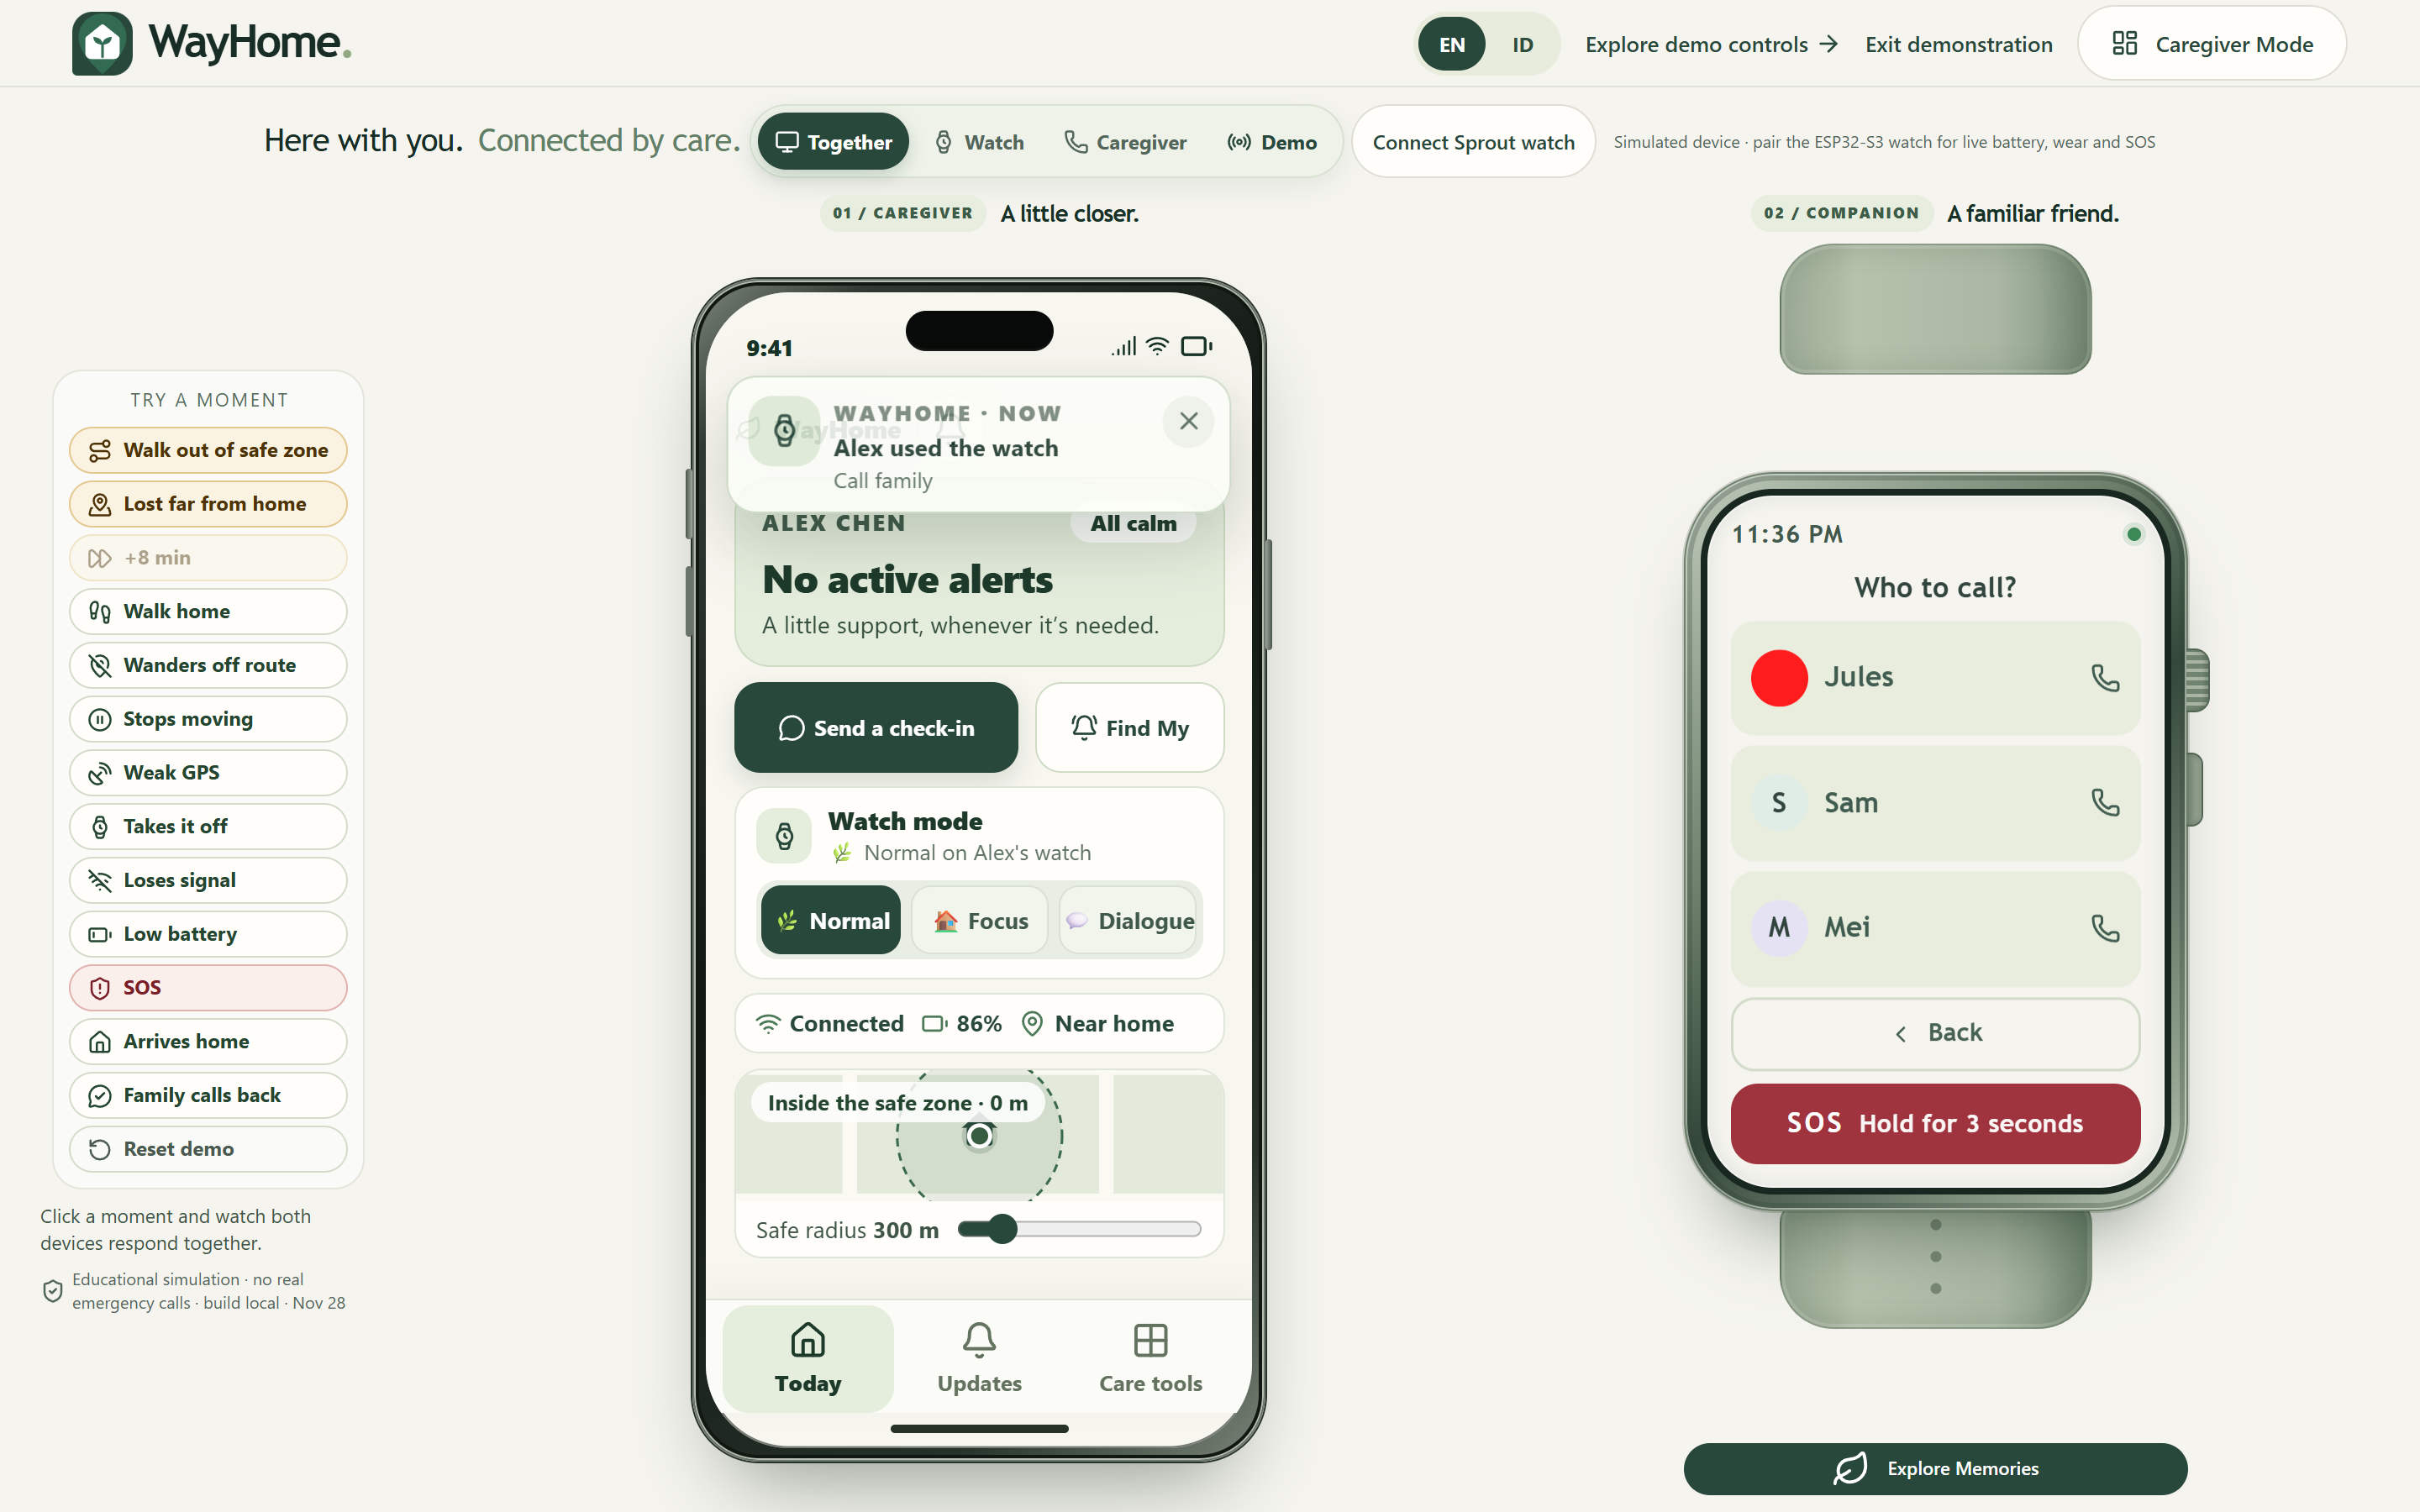 WayHome.
EN
ID
Explore demo controls →
Exit demonstration
Caregiver Mode
Here with you. Connected by care.
Together
Watch
Caregiver
Demo
Connect Sprout watch
Simulated device · pair the ESP32-S3 watch for live battery, wear and SOS
01 / CAREGIVER
A little closer.
02 / COMPANION
A familiar friend.
TRY A MOMENT
Walk out of safe zone
Lost far from home
+8 min
Walk home
Wanders off route
Stops moving
Weak GPS
Takes it off
Loses signal
Low battery
SOS
Arrives home
Family calls back
Reset demo
Click a moment and watch both
devices respond together.
Educational simulation · no real
emergency calls · build local · Nov 28
9:41
WAYHOME · NOW
WayHome
Alex used the watch
Call family
ALEX CHEN
All calm
No active alerts
A little support, whenever it’s needed.
Send a check-in
Find My
Watch mode
Normal on Alex's watch
Normal
Focus
Dialogue
Connected
86%
Near home
Inside the safe zone · 0 m
Safe radius 300 m
Today
Updates
Care tools
11:36 PM
Who to call?
Jules
S
Sam
M
Mei
Back
SOS Hold for 3 seconds
Explore Memories